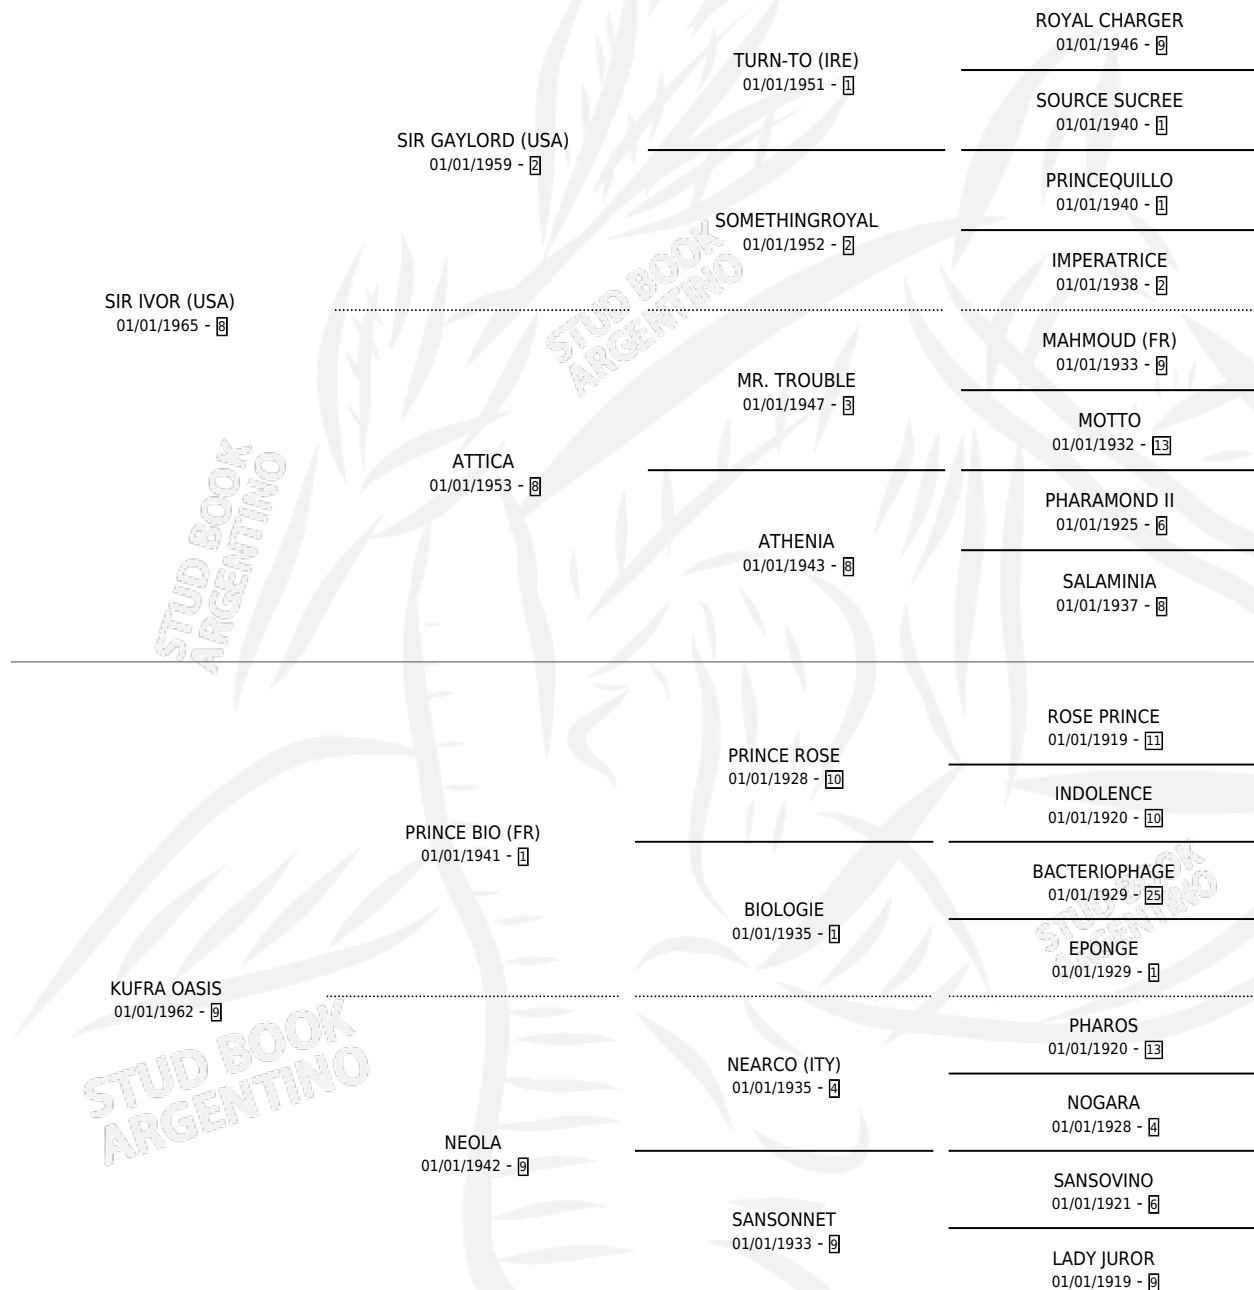 ROYAL CHARGER
01/01/1946 - 9
TURN-TO (IRE)
01/01/1951 - 1
SOURCE SUCREE
01/01/1940 - 1
SIR GAYLORD (USA)
01/01/1959 - 2
PRINCEQUILLO
01/01/1940 - 1
SOMETHINGROYAL
01/01/1952 - 2
IMPERATRICE
01/01/1938 - 2
SIR IVOR (USA)
01/01/1965 - 8
MAHMOUD (FR)
01/01/1933 - 9
MR. TROUBLE
01/01/1947 - 3
MOTTO
01/01/1932 - 13
ATTICA
01/01/1953 - 8
PHARAMOND II
01/01/1925 - 6
ATHENIA
01/01/1943 - 8
SALAMINIA
01/01/1937 - 8
ROSE PRINCE
01/01/1919 - 11
PRINCE ROSE
01/01/1928 - 10
INDOLENCE
01/01/1920 - 10
PRINCE BIO (FR)
01/01/1941 - 1
BACTERIOPHAGE
01/01/1929 - 25
BIOLOGIE
01/01/1935 - 1
EPONGE
01/01/1929 - 1
KUFRA OASIS
01/01/1962 - 9
PHAROS
01/01/1920 - 13
NEARCO (ITY)
01/01/1935 - 4
NOGARA
01/01/1928 - 4
NEOLA
01/01/1942 - 9
SANSOVINO
01/01/1921 - 6
SANSONNET
01/01/1933 - 9
LADY JUROR
01/01/1919 - 9
STUD BOOK
ARGENTINO
STUD BOOK
ARGENTINO
STUD BOOK
ARGENTINO
STUD BOOK
ARGENTINO